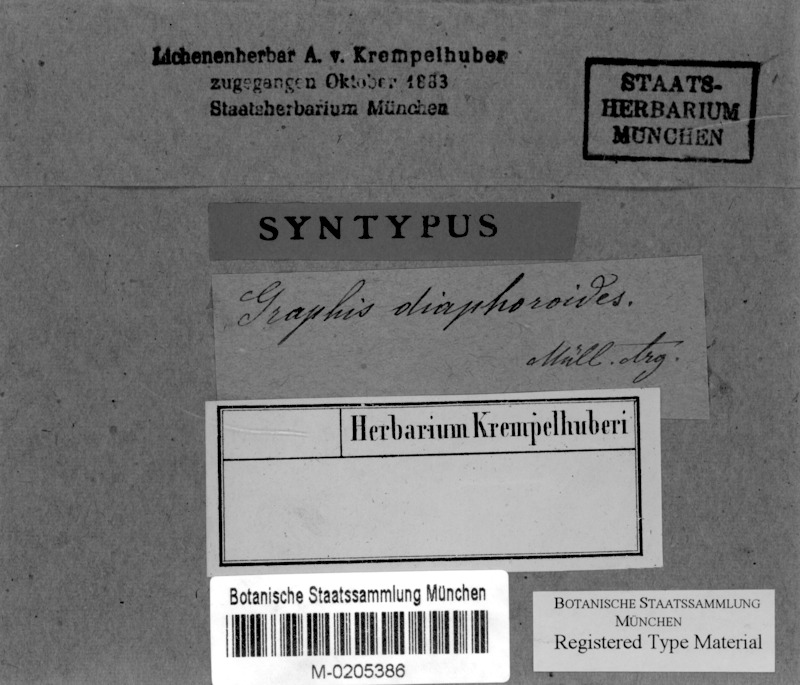 Lichenenherbar A. v. Krempelhuber
zugegangen Oktober 1883
Staatsherbarium München
STAATS-
HERBARIUM
MÜNCHEN
SYNTYPUS
Graphis diaphoroides.
Müll. Arg.
Herbarium Krempelhuberi
Botanische Staatssammlung München
M-0205386
BOTANISCHE STAATSSAMMLUNG
MÜNCHEN
Registered Type Material